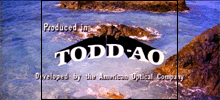 Produced in
TODD-AO
Developed by the American Optical Company